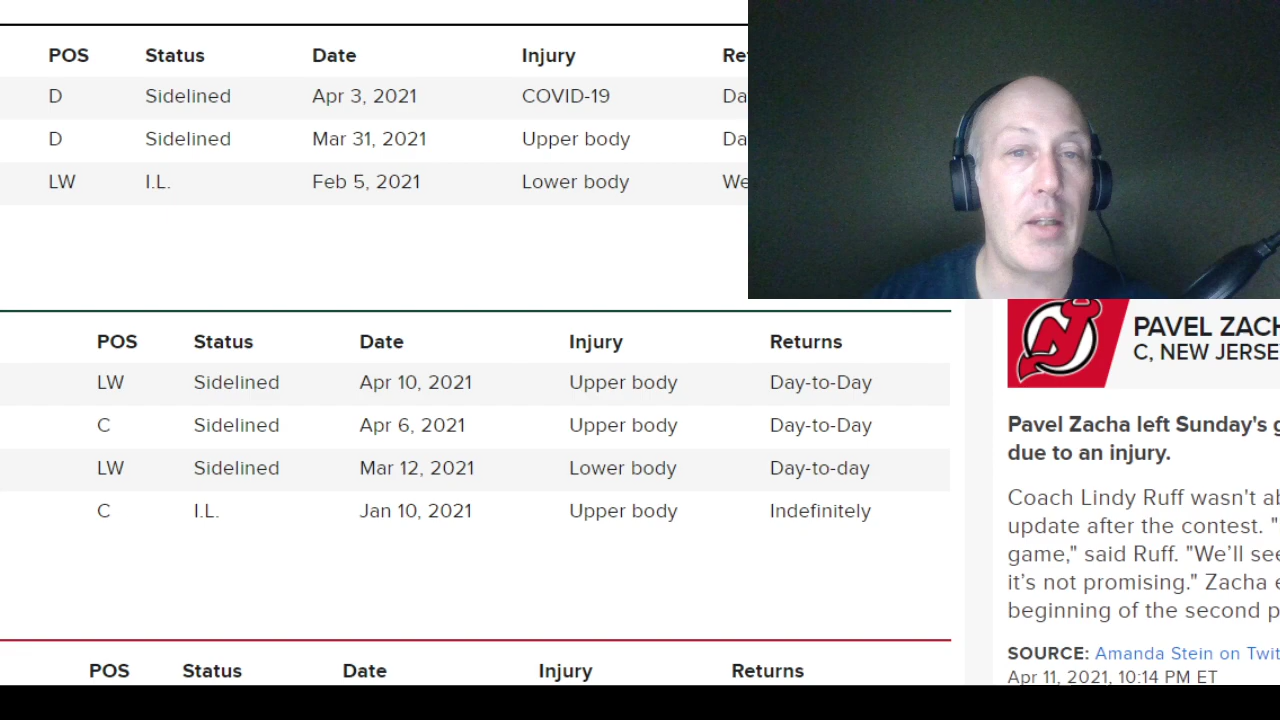 POS Status Date Injury
D Sidelined Apr 3, 2021 COVID-19
D Sidelined Mar 31, 2021 Upper body
LW I.L. Feb 5, 2021 Lower body
POS Status Date Injury Returns
LW Sidelined Apr 10, 2021 Upper body Day-to-Day
C Sidelined Apr 6, 2021 Upper body Day-to-Day
LW Sidelined Mar 12, 2021 Lower body Day-to-day
C I.L. Jan 10, 2021 Upper body Indefinitely
POS Status Date Injury Returns
PAVEL
C, NEW
Pavel Zacha left Sunday's
due to an injury.
Coach Lindy Ruff wasn't
update after the contest. "
game," said Ruff. "We'll
it's not promising." Zacha
beginning of the second
SOURCE: Amanda Stein on
Apr 11, 2021, 10:14 PM ET